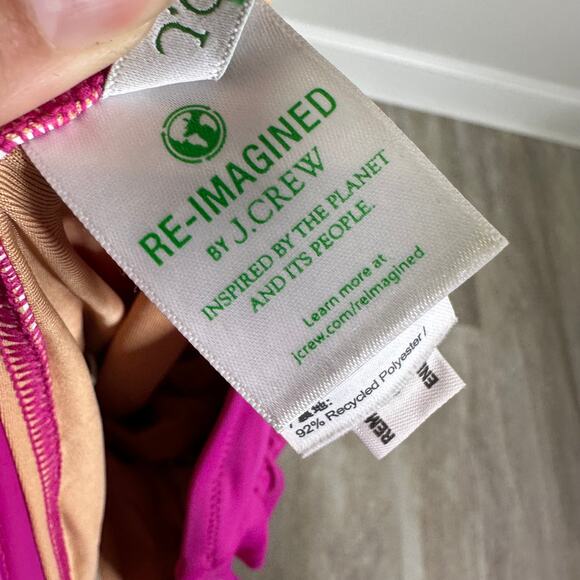 RE-IMAGINED
BY J.CREW
INSPIRED BY THE PLANET
AND ITS PEOPLE.
Learn more at
jcrew.com/reimagined
92% Recycled Polyester /
REM
EN